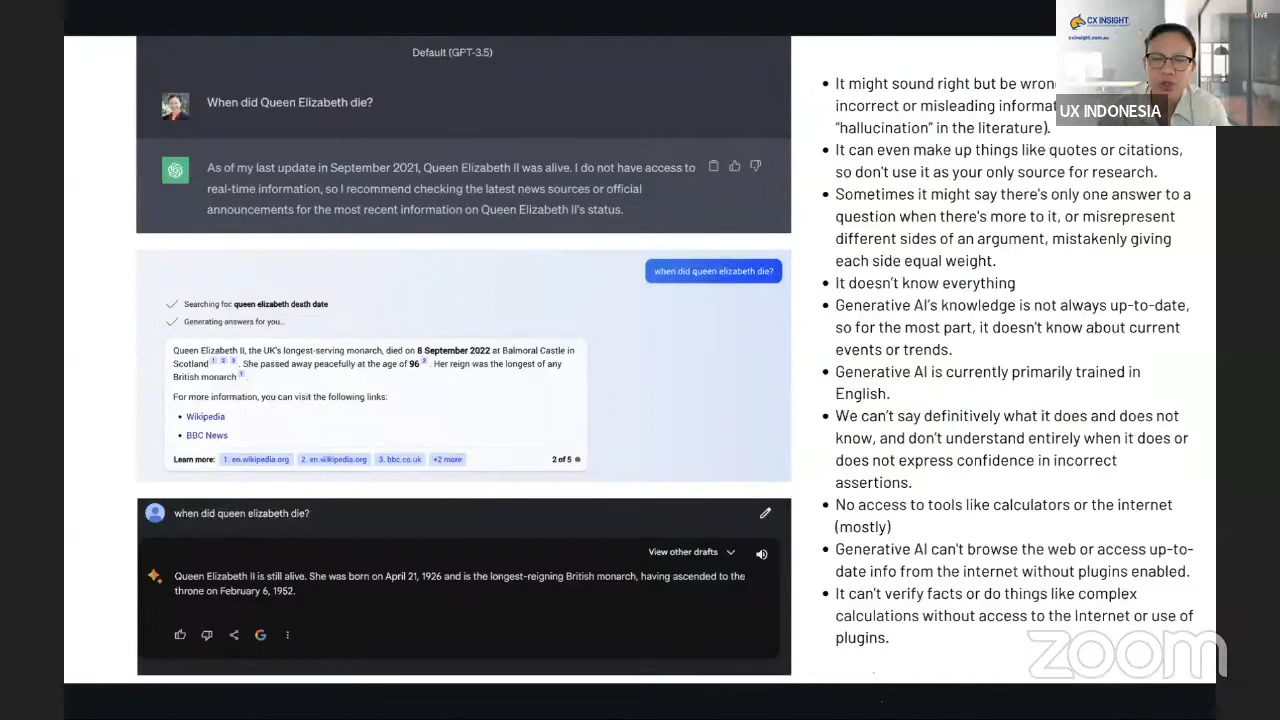 Default (GPT-3.5)
When did Queen Elizabeth die?
As of my last update in September 2021, Queen Elizabeth II was alive. I do not have access to
real-time information, so I recommend checking the latest news sources or official
announcements for the most recent information on Queen Elizabeth II's status.
when did queen elizabeth die?
Searching for: queen elizabeth death date
Generating answers for you...
Queen Elizabeth II, the UK's longest-serving monarch, died on 8 September 2022 at Balmoral Castle in
Scotland 1 2 3 . She passed away peacefully at the age of 96 2 . Her reign was the longest of any
British monarch 1 .
For more information, you can visit the following links:
• Wikipedia
• BBC News
Learn more: 1. en.wikipedia.org 2. en.wikipedia.org 3. bbc.co.uk +2 more 2 of 5
when did queen elizabeth die?
View other drafts
Queen Elizabeth II is still alive. She was born on April 21, 1926 and is the longest-reigning British monarch, having ascended to the
throne on February 6, 1952.
• It might sound right but be wron
incorrect or misleading informat
“hallucination” in the literature).
• It can even make up things like quotes or citations,
so don't use it as your only source for research.
• Sometimes it might say there's only one answer to a
question when there's more to it, or misrepresent
different sides of an argument, mistakenly giving
each side equal weight.
• It doesn’t know everything
• Generative AI’s knowledge is not always up-to-date,
so for the most part, it doesn't know about current
events or trends.
• Generative AI is currently primarily trained in
English.
• We can’t say definitively what it does and does not
know, and don’t understand entirely when it does or
does not express confidence in incorrect
assertions.
• No access to tools like calculators or the internet
(mostly)
• Generative AI can't browse the web or access up-to-
date info from the internet without plugins enabled.
• It can't verify facts or do things like complex
calculations without access to the Internet or use of
plugins.
CX INSIGHT
cxinsight.com.au
LIVE
UX INDONESIA
zoom